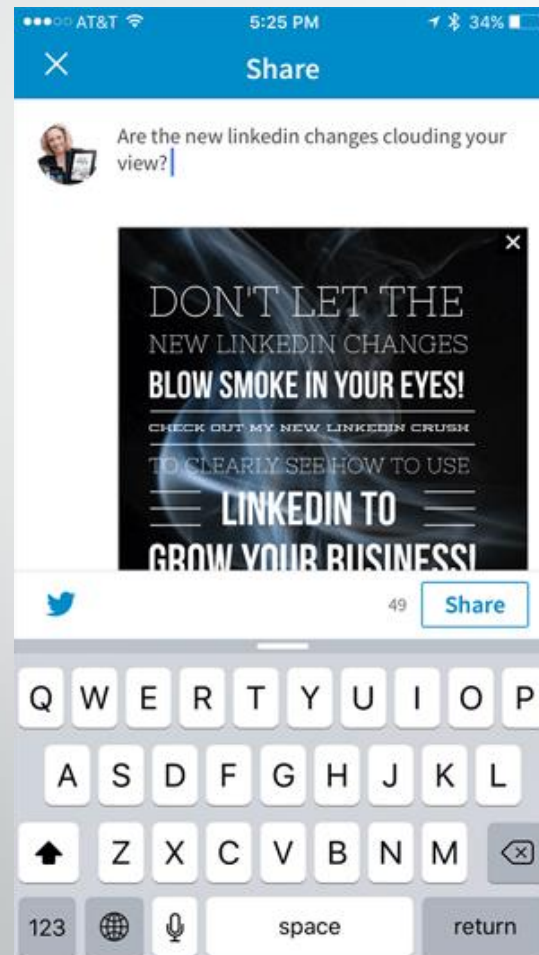 AT&T 5:25 PM 34%
Share
Are the new linkedin changes clouding your
view?
DON'T LET THE
NEW LINKEDIN CHANGES
BLOW SMOKE IN YOUR EYES!
CHECK OUT MY NEW LINKEDIN CRUSH
TO CLEARLY SEE HOW TO USE
LINKEDIN TO
GROW YOUR BUSINESS!
49 Share
Q W E R T Y U I O P
A S D F G H J K L
Z X C V B N M
123 space return